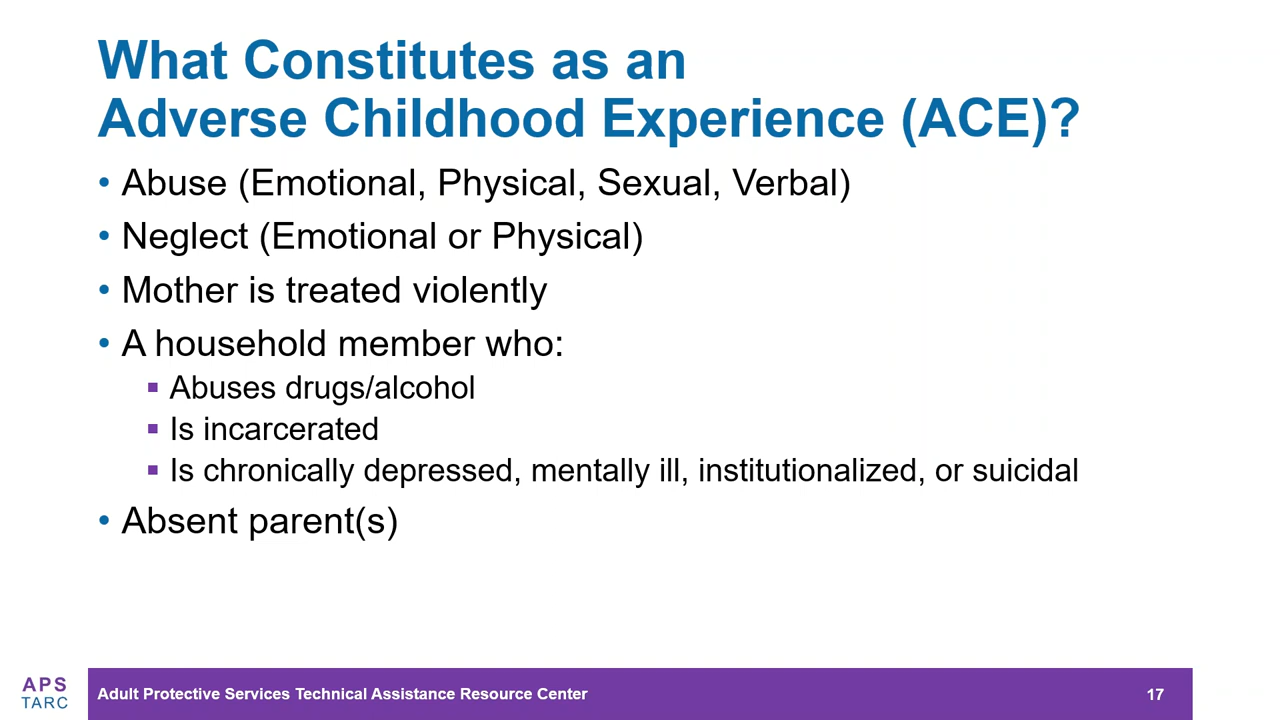 What Constitutes as an
Adverse Childhood Experience (ACE)?
• Abuse (Emotional, Physical, Sexual, Verbal)
• Neglect (Emotional or Physical)
• Mother is treated violently
• A household member who:
▪ Abuses drugs/alcohol
▪ Is incarcerated
▪ Is chronically depressed, mentally ill, institutionalized, or suicidal
• Absent parent(s)
APS
TARC
Adult Protective Services Technical Assistance Resource Center
17